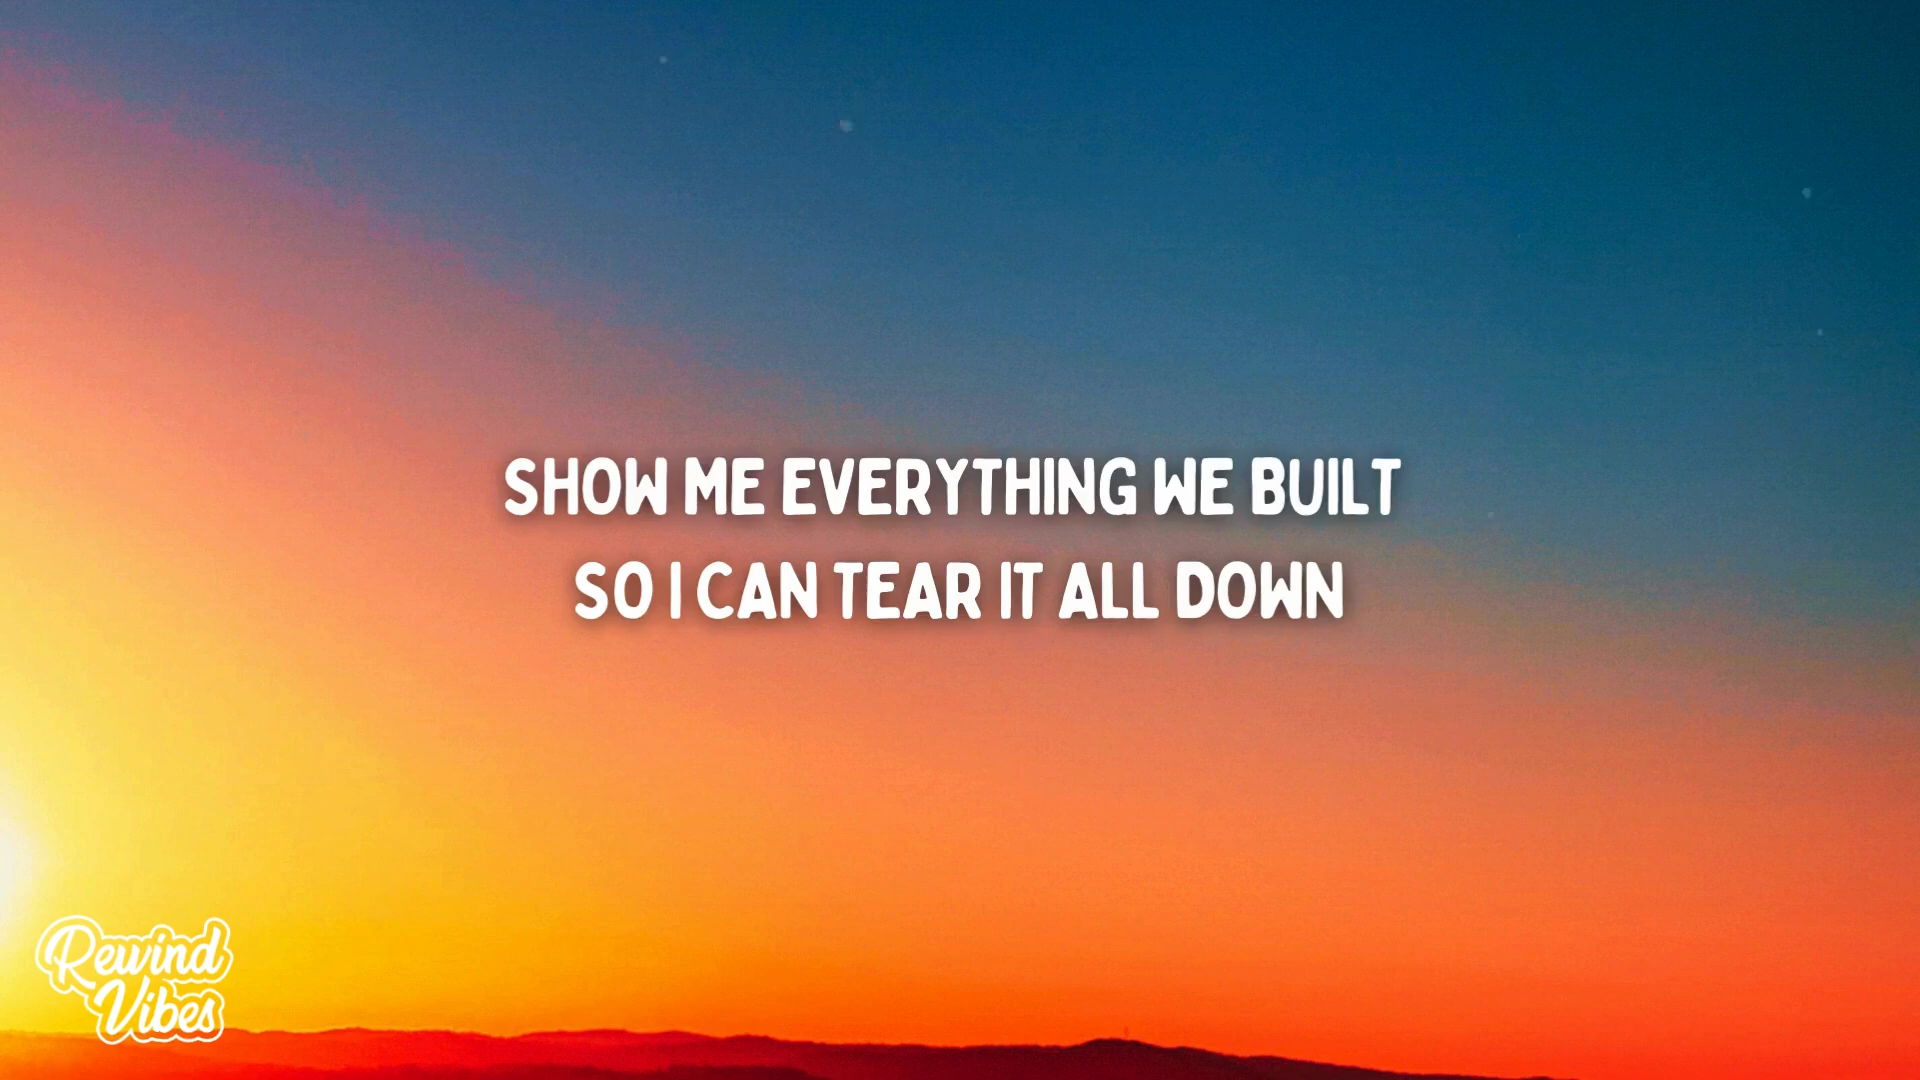 SHOW ME EVERYTHING WE BUILT
SO I CAN TEAR IT ALL DOWN
Rewind
Vibes